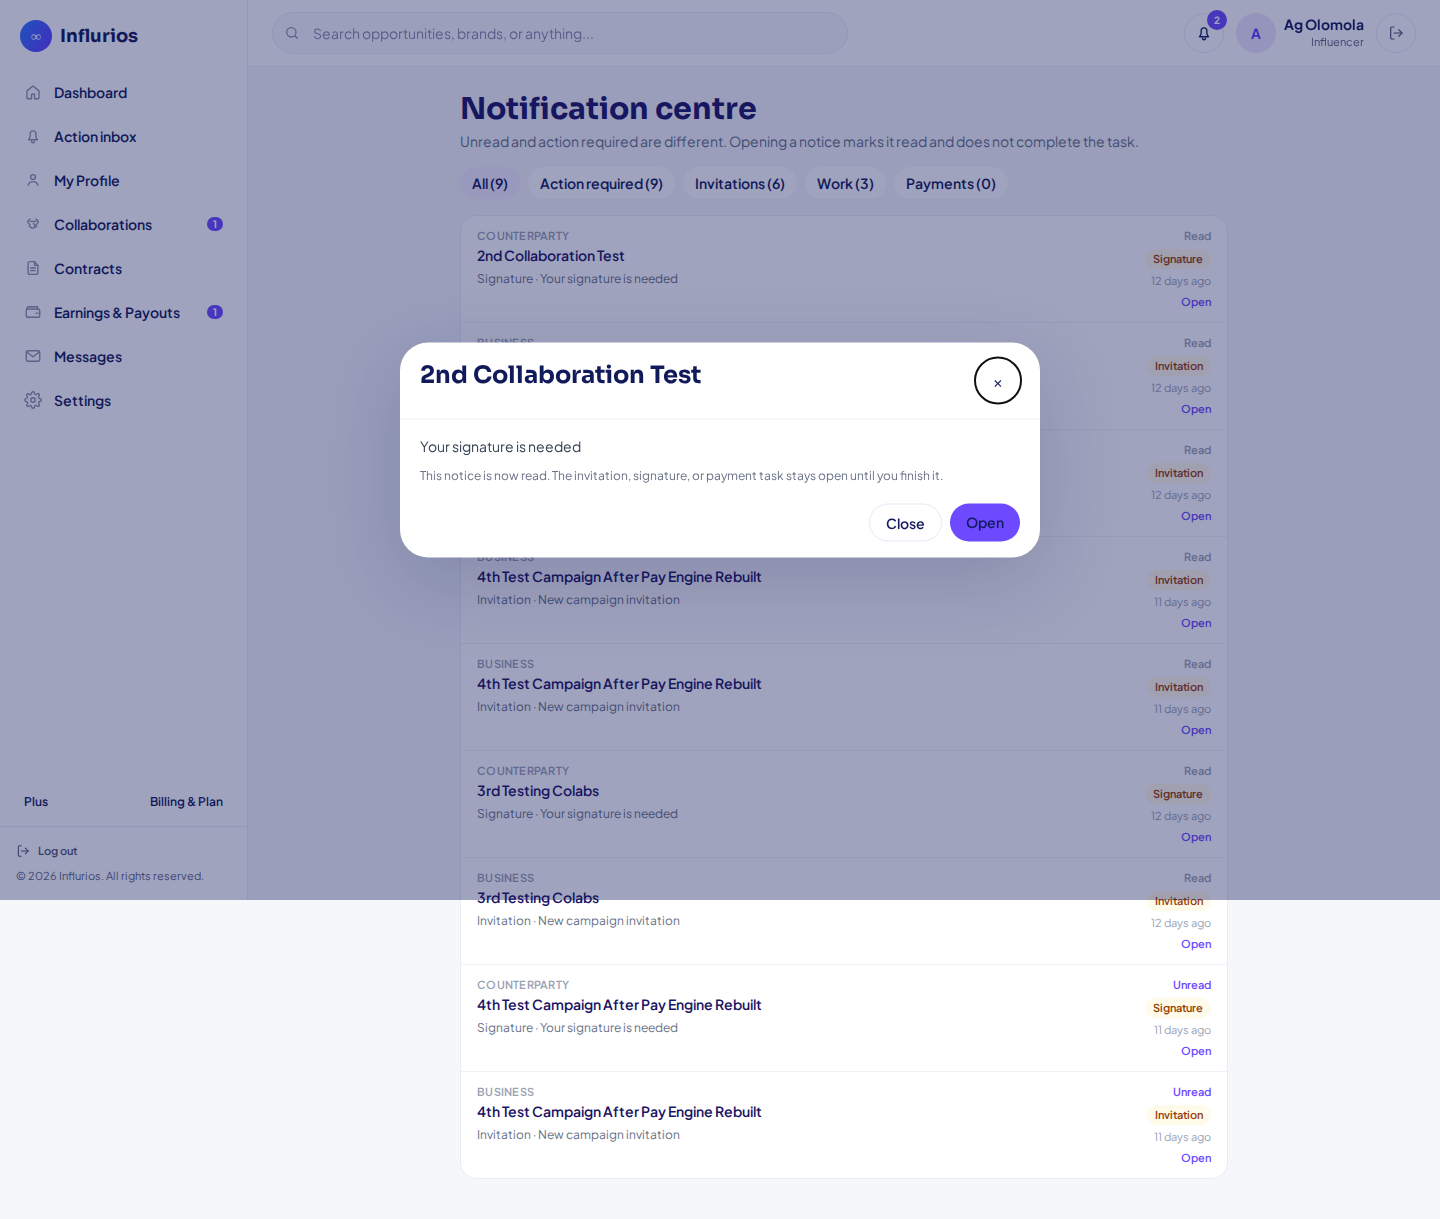 ∞ Influrios
Search opportunities, brands, or anything...
2
A
Ag Olomola
Influencer
Dashboard
Action inbox
My Profile
Collaborations 1
Contracts
Earnings & Payouts 1
Messages
Settings
Plus Billing & Plan
Log out
© 2026 Influrios. All rights reserved.
Notification centre
Unread and action required are different. Opening a notice marks it read and does not complete the task.
All (9) Action required (9) Invitations (6) Work (3) Payments (0)
COUNTERPARTY Read
2nd Collaboration Test Signature
Signature · Your signature is needed 12 days ago
Open
BUSINESS Read
Invitation
12 days ago
Open
2nd Collaboration Test ×
Your signature is needed
This notice is now read. The invitation, signature, or payment task stays open until you finish it.
Close Open
Read
Invitation
12 days ago
Open
BUSINESS Read
4th Test Campaign After Pay Engine Rebuilt Invitation
Invitation · New campaign invitation 11 days ago
Open
BUSINESS Read
4th Test Campaign After Pay Engine Rebuilt Invitation
Invitation · New campaign invitation 11 days ago
Open
COUNTERPARTY Read
3rd Testing Colabs Signature
Signature · Your signature is needed 12 days ago
Open
BUSINESS Read
3rd Testing Colabs Invitation
Invitation · New campaign invitation 12 days ago
Open
COUNTERPARTY Unread
4th Test Campaign After Pay Engine Rebuilt Signature
Signature · Your signature is needed 11 days ago
Open
BUSINESS Unread
4th Test Campaign After Pay Engine Rebuilt Invitation
Invitation · New campaign invitation 11 days ago
Open